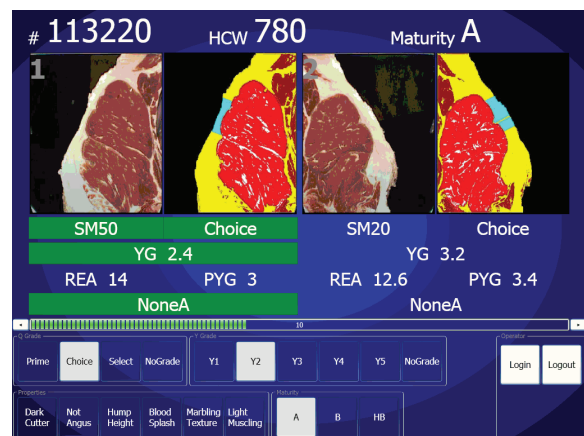 # 113220 HCW 780 Maturity A
1 2
SM50 Choice SM20 Choice
YG 2.4 YG 3.2
REA 14 PYG 3 REA 12.6 PYG 3.4
NoneA NoneA
10
Q Grade Y Grade Operator
Prime Choice Select NoGrade Y1 Y2 Y3 Y4 Y5 NoGrade Login Logout
Properties Maturity
Dark Cutter Not Angus Hump Height Blood Splash Marbling Texture Light Muscling A B HB